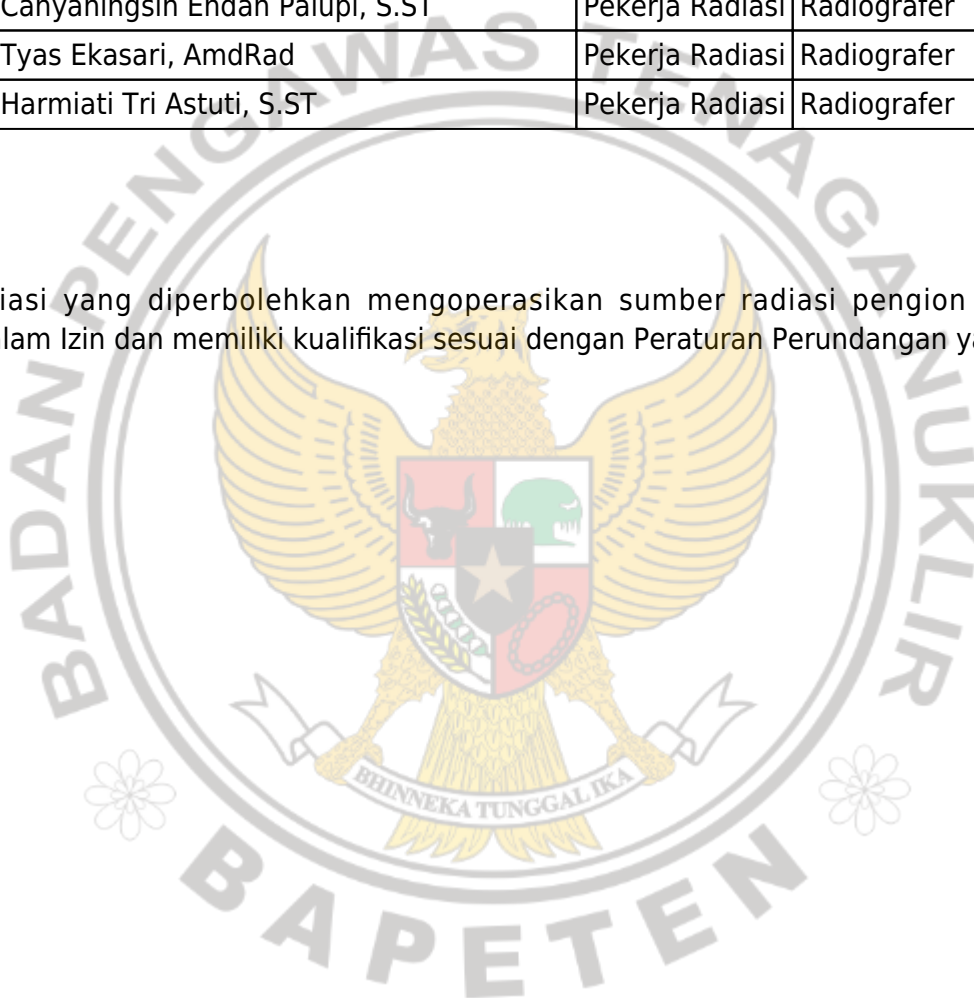 Cahyaningsih Endah Palupi, S.ST Pekerja Radiasi Radiografer
Tyas Ekasari, AmdRad Pekerja Radiasi Radiografer
Harmiati Tri Astuti, S.ST Pekerja Radiasi Radiografer
BADAN PENGAWAS TENAGA NUKLIR
iasi yang diperbolehkan mengoperasikan sumber radiasi pengion
lam Izin dan memiliki kualifikasi sesuai dengan Peraturan Perundangan ya
BHINNEKA TUNGGAL IKA
BAPETEN